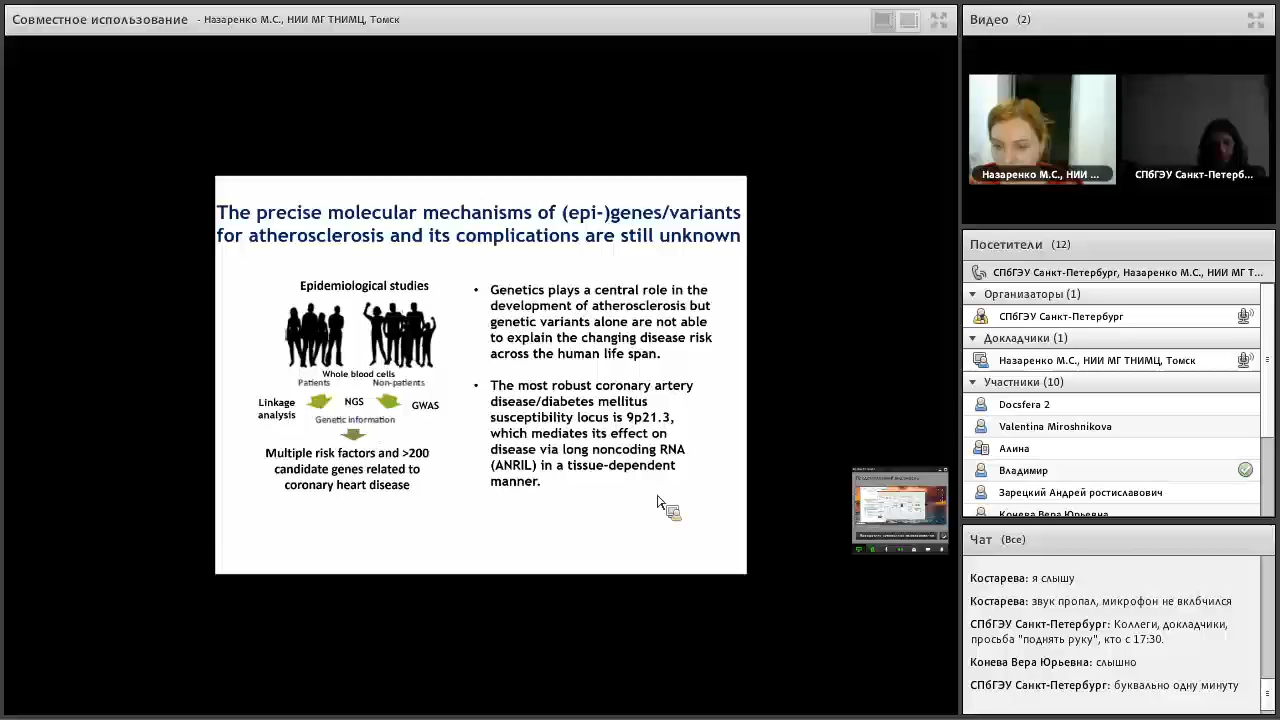 Совместное использование - Назаренко М.С., НИИ МГ ТНИМЦ, Томск
The precise molecular mechanisms of (epi-)genes/variants
for atherosclerosis and its complications are still unknown
Epidemiological studies
Whole blood cells
Patients
Non-patients
Linkage
analysis
NGS
GWAS
Genetic information
Multiple risk factors and >200
candidate genes related to
coronary heart disease
• Genetics plays a central role in the
development of atherosclerosis but
genetic variants alone are not able
to explain the changing disease risk
across the human life span.
• The most robust coronary artery
disease/diabetes mellitus
susceptibility locus is 9p21.3,
which mediates its effect on
disease via long noncoding RNA
(ANRIL) in a tissue-dependent
manner.
Видео (2)
Назаренко М.С., НИИ ...
СПбГЭУ Санкт-Петерб...
Посетители (12)
СПбГЭУ Санкт-Петербург, Назаренко М.С., НИИ МГ Т...
Организаторы (1)
СПбГЭУ Санкт-Петербург
Докладчики (1)
Назаренко М.С., НИИ МГ ТНИМЦ, Томск
Участники (10)
Docsfera 2
Valentina Miroshnikova
Алина
Владимир
Зарецкий Андрей ростиславович
Конева Вера Юрьевна
Чат (Все)
Костарева: я слышу
Костарева: звук пропал, микрофон не вклбчился
СПбГЭУ Санкт-Петербург: Коллеги, докладчики,
просьба "поднять руку", кто с 17:30.
Конева Вера Юрьевна: слышно
СПбГЭУ Санкт-Петербург: буквально одну минуту